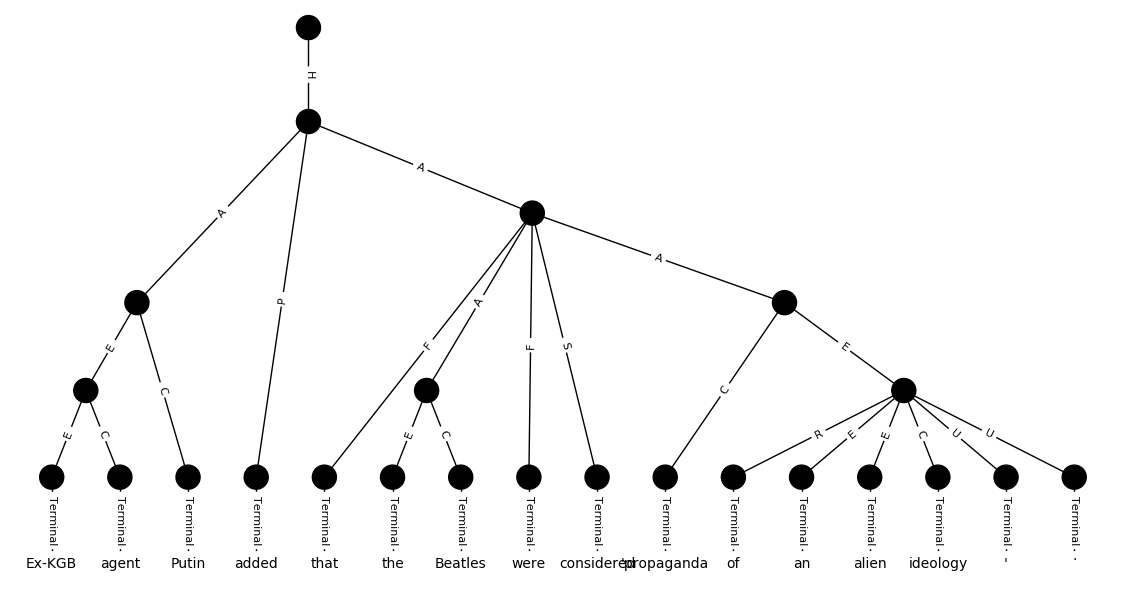 H
A
A
P
A
E
A
F
F
S
C
E
E
C
E
C
R
E
E
C
U
U
Terminal Terminal Terminal Terminal Terminal Terminal Terminal Terminal Terminal Terminal Terminal Terminal Terminal Terminal Terminal Terminal
Ex-KGB agent Putin added that the Beatles were considered propaganda of an alien ideology " .